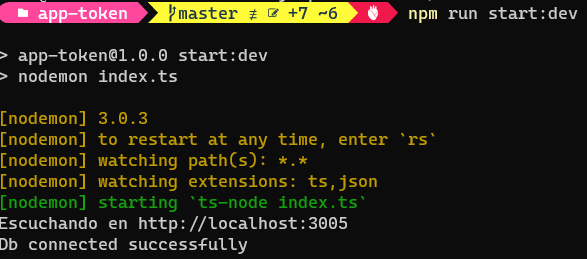 app-token master ≢ +7 ~6 npm run start:dev
> app-token@1.0.0 start:dev
> nodemon index.ts
[nodemon] 3.0.3
[nodemon] to restart at any time, enter `rs`
[nodemon] watching path(s): *.*
[nodemon] watching extensions: ts,json
[nodemon] starting `ts-node index.ts`
Escuchando en http://localhost:3005
Db connected successfully